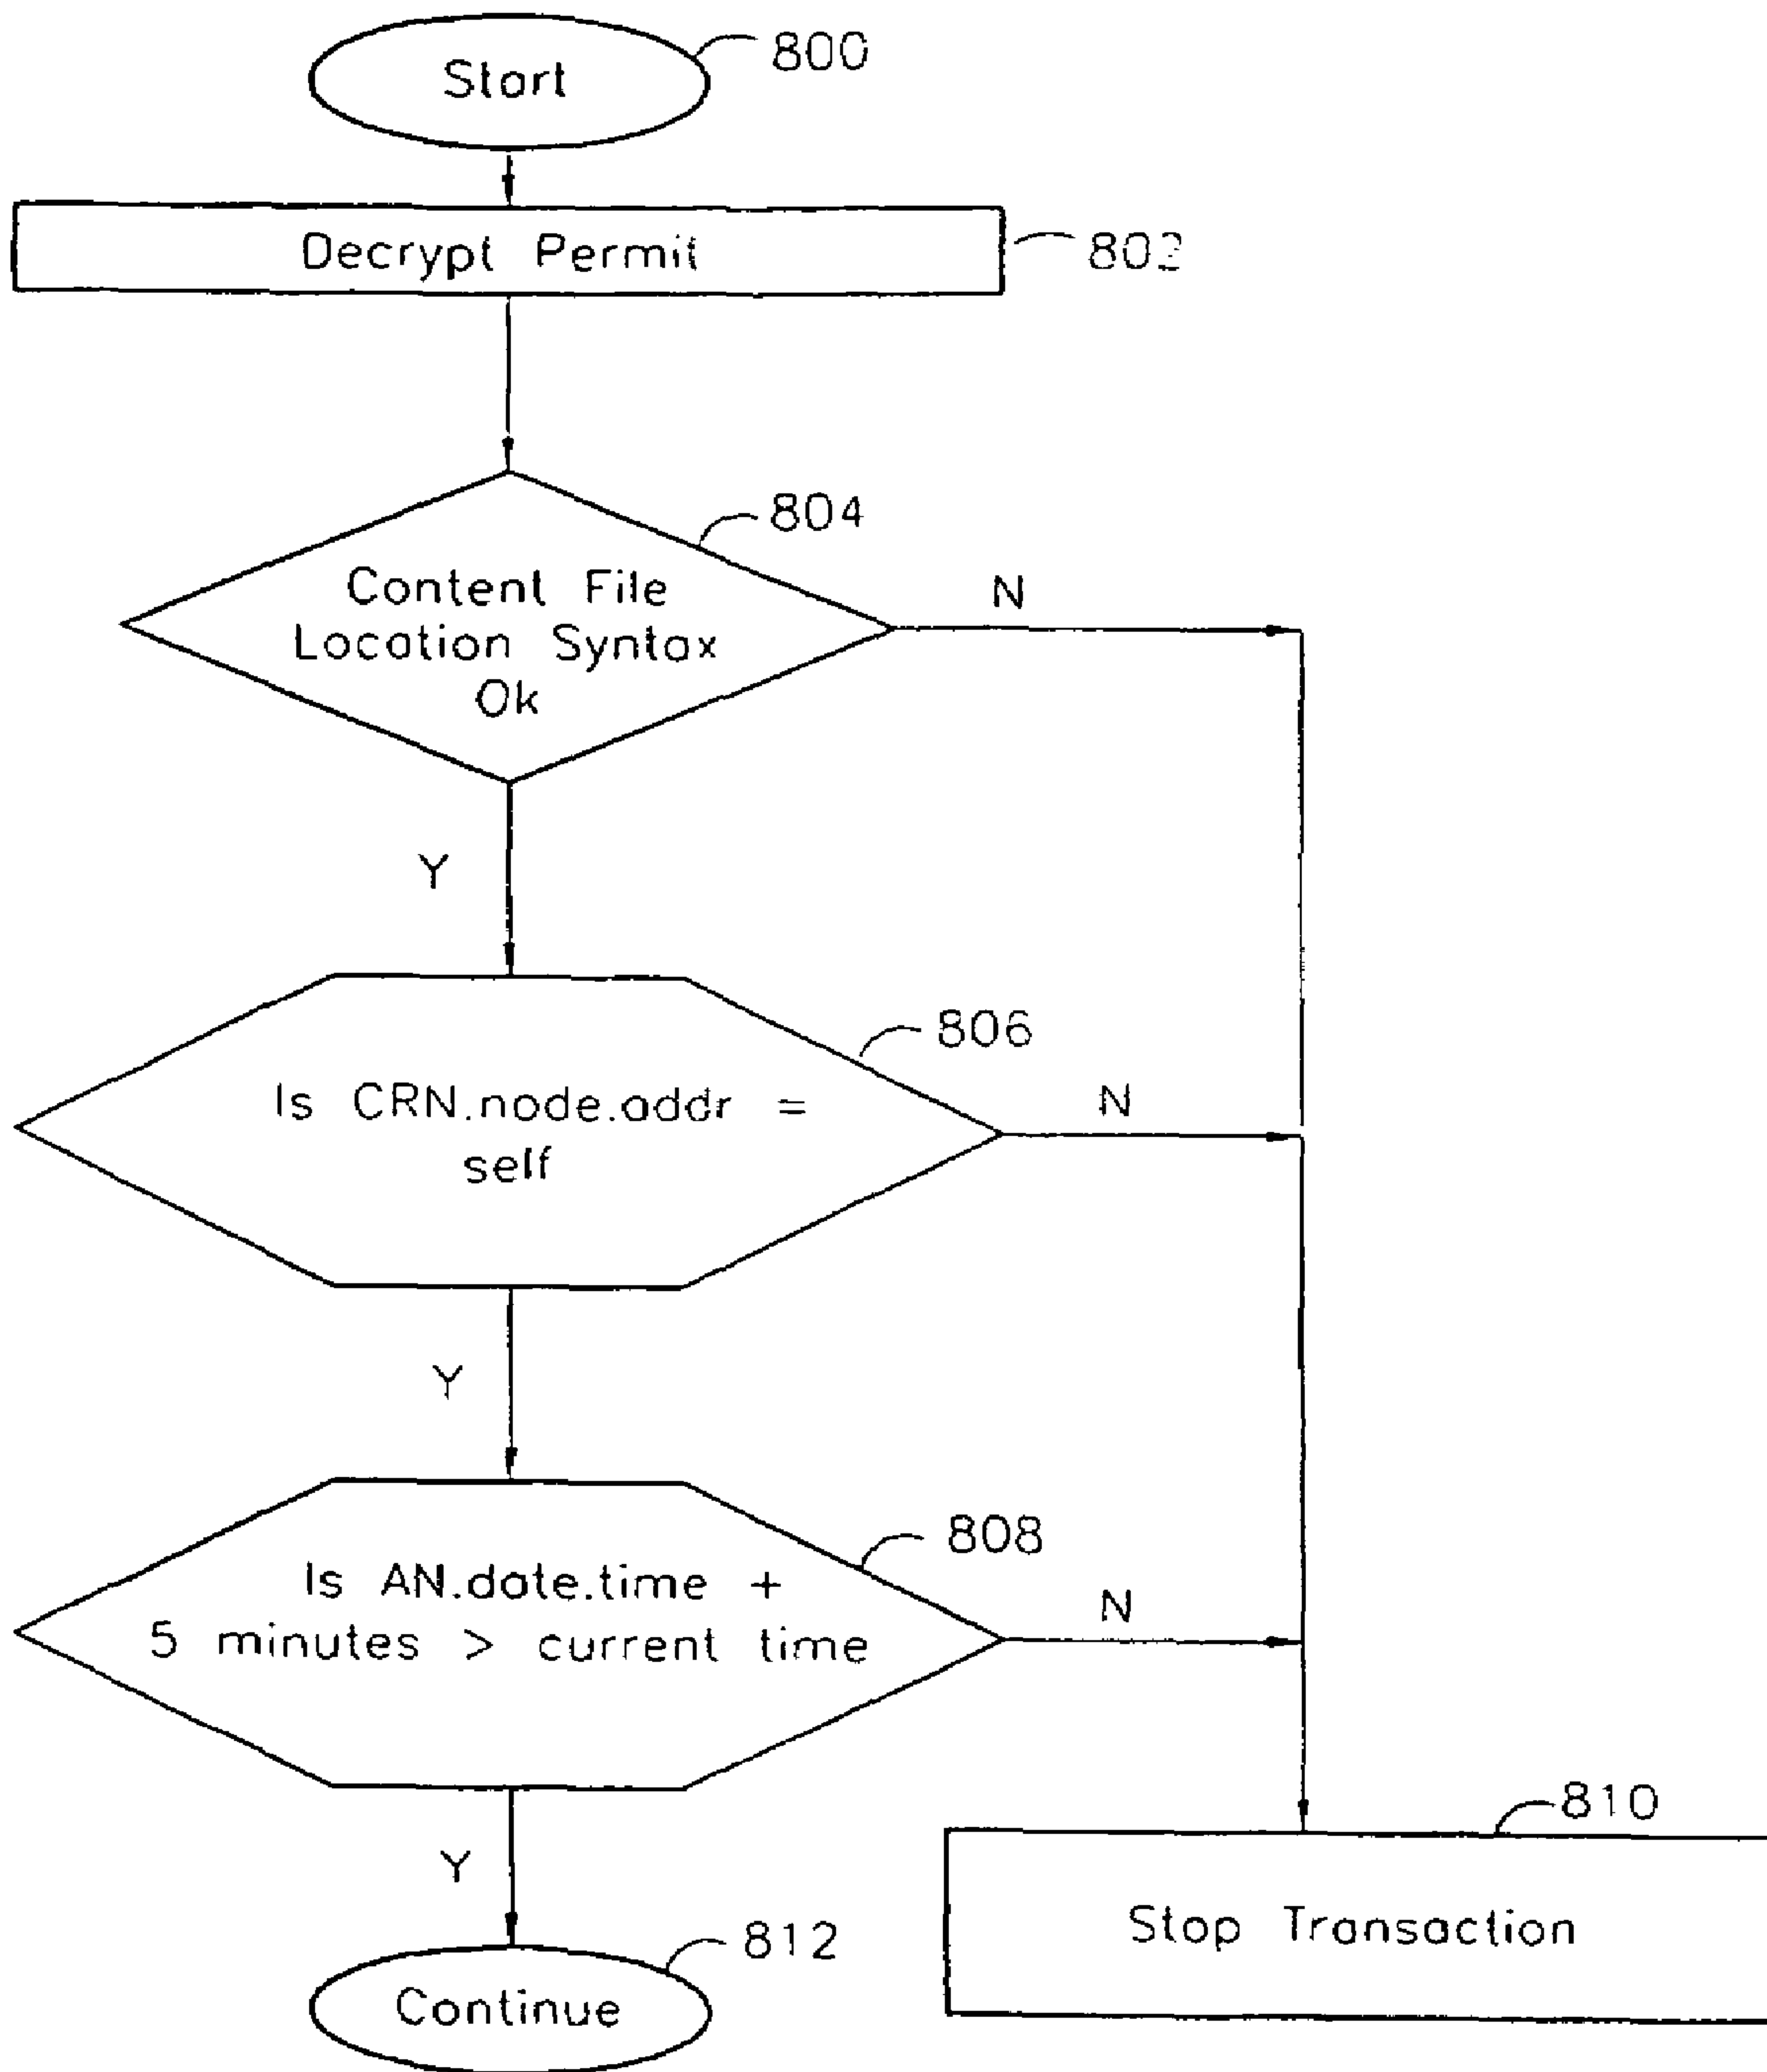 Start
800
Decrypt Permit
802
804
Content File
Location Syntax
Ok
N
Y
806
Is CRN.node.addr =
self
N
Y
808
Is AN.date.time +
5 minutes > current time
N
Y
810
Stop Transaction
812
Continue